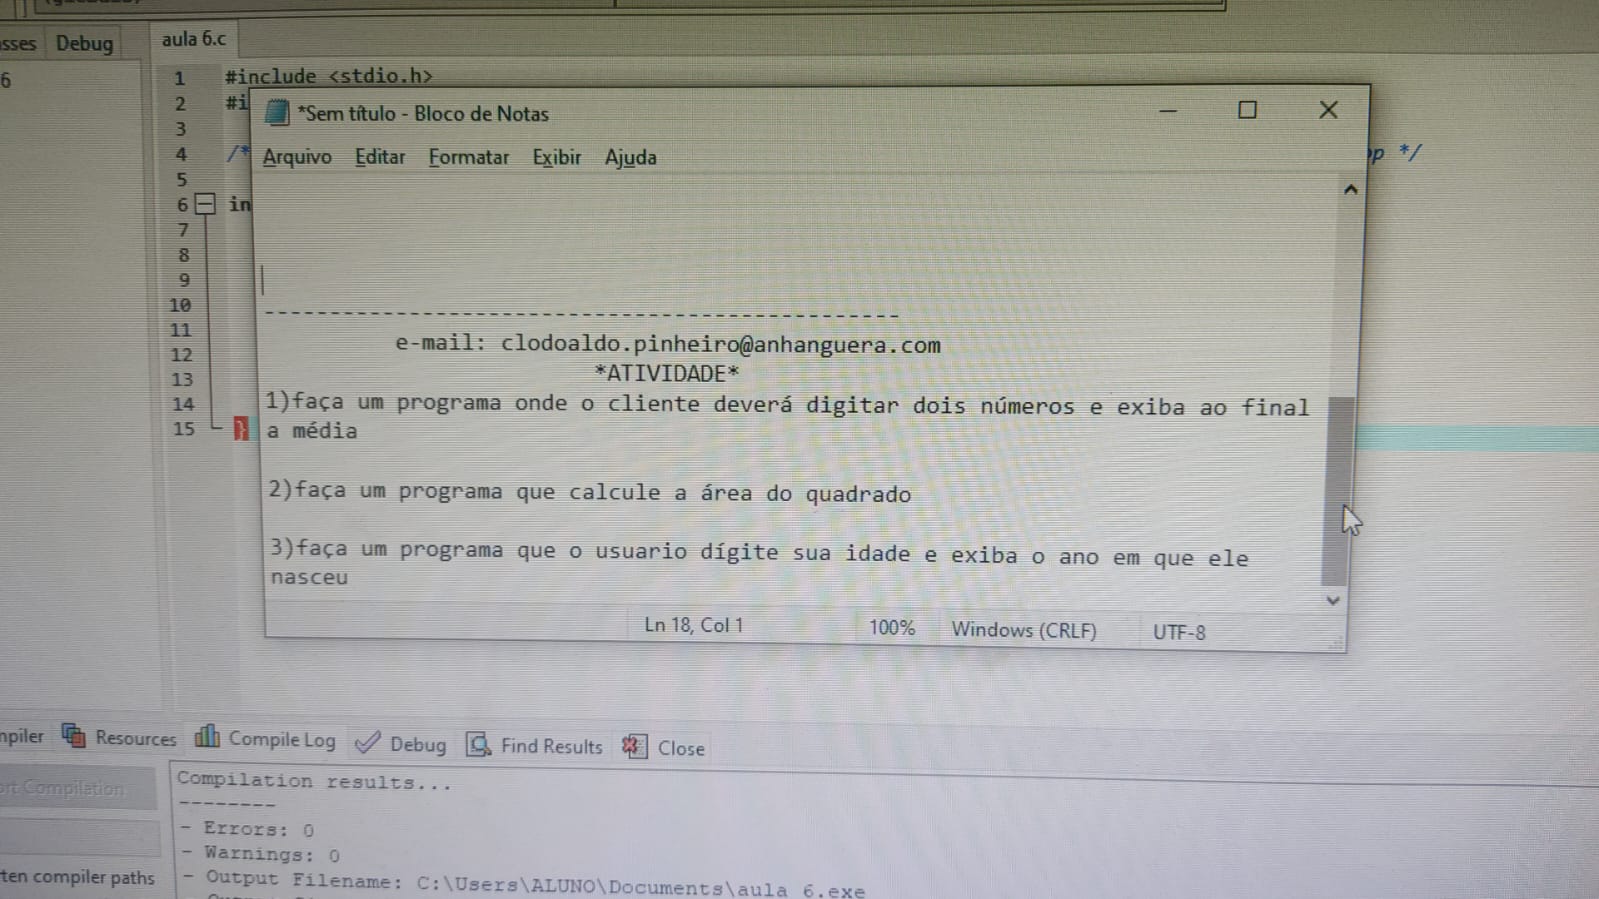 Debug
aula 6.c
6
1 #include <stdio.h>
2 #i
3
4 /* */
5
6 in
7
8
9
10
11
12
13
14
15 }
*Sem título - Bloco de Notas
Arquivo Editar Formatar Exibir Ajuda
---------------------------------------------
e-mail: clodoaldo.pinheiro@anhanguera.com
*ATIVIDADE*
1)faça um programa onde o cliente deverá digitar dois números e exiba ao final
a média
2)faça um programa que calcule a área do quadrado
3)faça um programa que o usuario dígite sua idade e exiba o ano em que ele
nasceu
Ln 18, Col 1 100% Windows (CRLF) UTF-8
Resources Compile Log Debug Find Results Close
Compilation
Compilation results...
--------
- Errors: 0
- Warnings: 0
ten compiler paths
- Output Filename: C:\Users\ALUNO\Documents\aula 6.exe